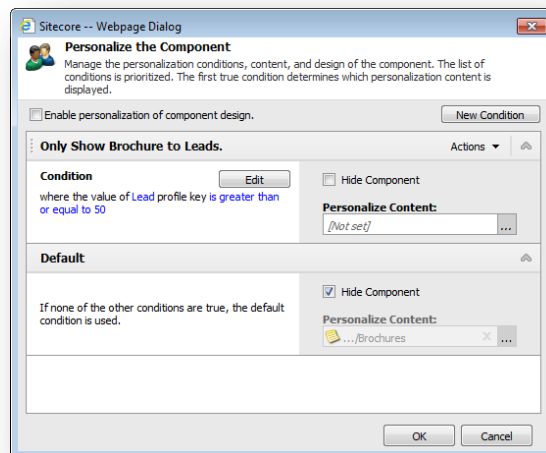 Sitecore -- Webpage Dialog
Personalize the Component
Manage the personalization conditions, content, and design of the component. The list of
conditions is prioritized. The first true condition determines which personalization content is
displayed.
Enable personalization of component design.
New Condition
Only Show Brochure to Leads.
Actions
Condition
Edit
Hide Component
where the value of Lead profile key is greater than
or equal to 50
Personalize Content:
[Not set]
...
Default
Hide Component
If none of the other conditions are true, the default
condition is used.
Personalize Content:
.../Brochures
...
OK
Cancel